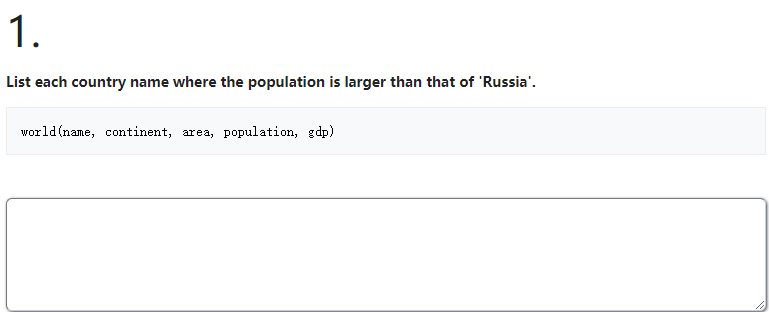 1.
List each country name where the population is larger than that of 'Russia'.
world(name, continent, area, population, gdp)